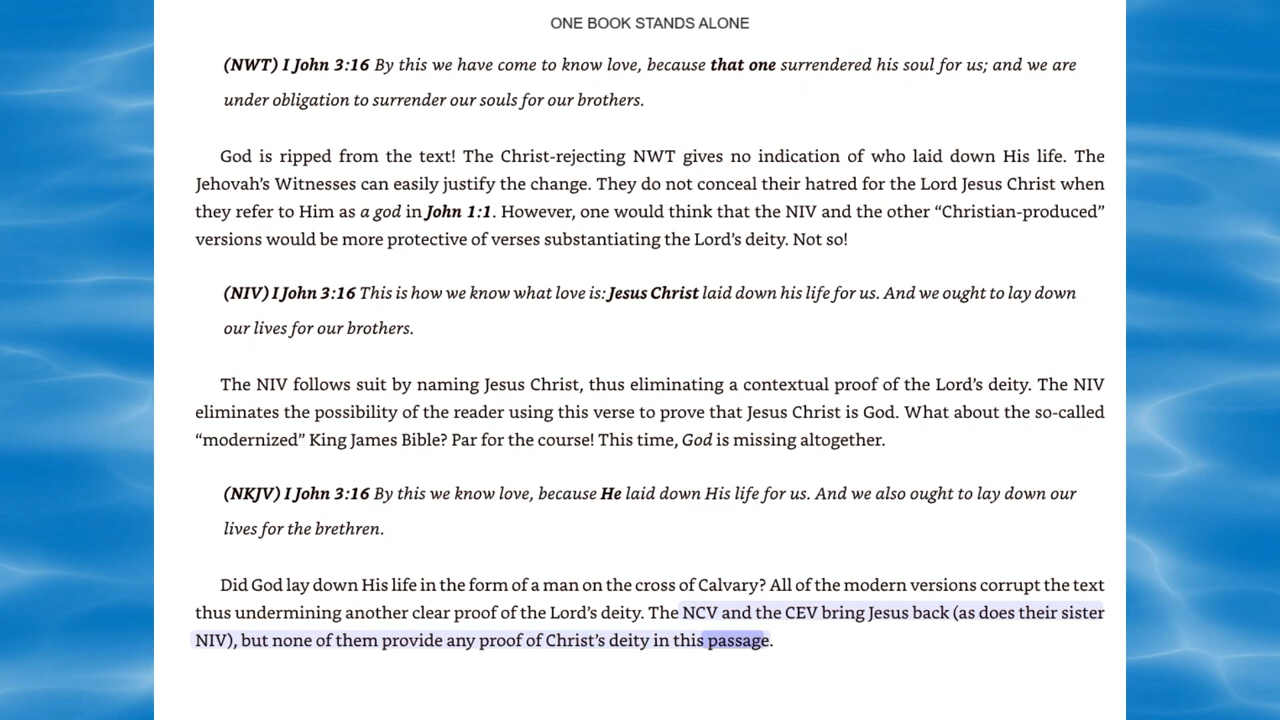 ONE BOOK STANDS ALONE
(NWT) I John 3:16 By this we have come to know love, because that one surrendered his soul for us; and we are
under obligation to surrender our souls for our brothers.
God is ripped from the text! The Christ-rejecting NWT gives no indication of who laid down His life. The
Jehovah’s Witnesses can easily justify the change. They do not conceal their hatred for the Lord Jesus Christ when
they refer to Him as a god in John 1:1. However, one would think that the NIV and the other “Christian-produced”
versions would be more protective of verses substantiating the Lord’s deity. Not so!
(NIV) I John 3:16 This is how we know what love is: Jesus Christ laid down his life for us. And we ought to lay down
our lives for our brothers.
The NIV follows suit by naming Jesus Christ, thus eliminating a contextual proof of the Lord’s deity. The NIV
eliminates the possibility of the reader using this verse to prove that Jesus Christ is God. What about the so-called
“modernized” King James Bible? Par for the course! This time, God is missing altogether.
(NKJV) I John 3:16 By this we know love, because He laid down His life for us. And we also ought to lay down our
lives for the brethren.
Did God lay down His life in the form of a man on the cross of Calvary? All of the modern versions corrupt the text
thus undermining another clear proof of the Lord’s deity. The NCV and the CEV bring Jesus back (as does their sister
NIV), but none of them provide any proof of Christ’s deity in this passage.